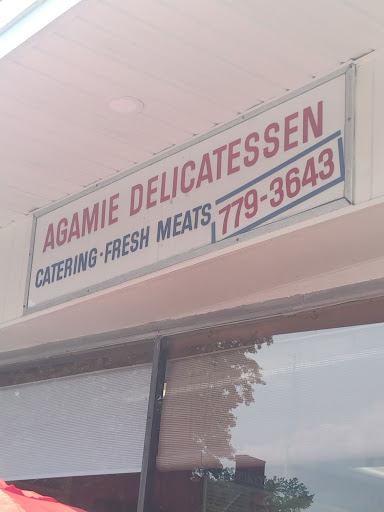 AGAMIE DELICATESSEN
CATERING·FRESH MEATS 779-3643